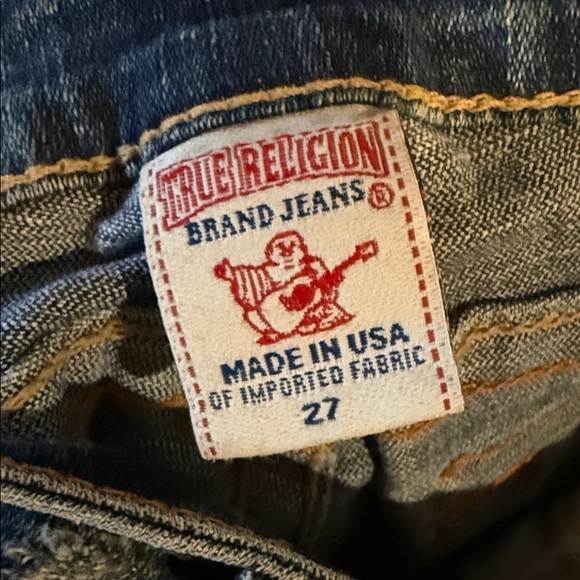 TRUE RELIGION
BRAND JEANS ®
MADE IN USA
OF IMPORTED FABRIC
27